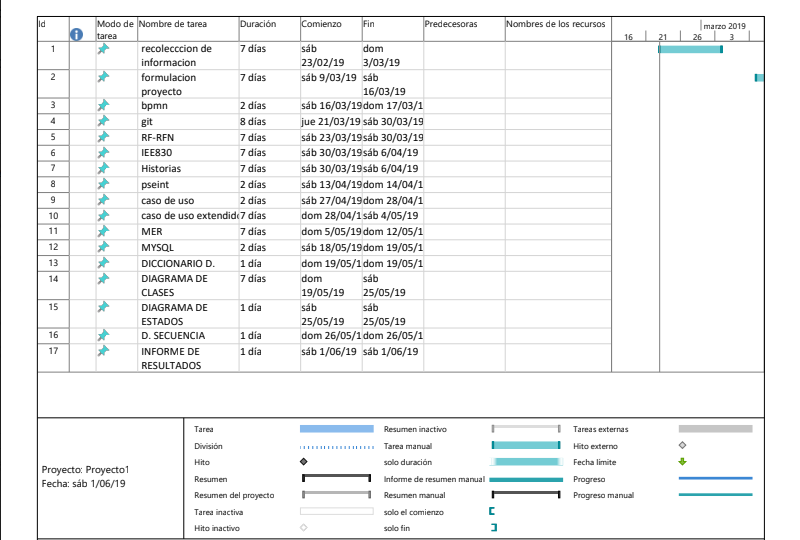 Id Modo de tarea Nombre de tarea Duración Comienzo Fin Predecesoras Nombres de los recursos marzo 2019
16 21 26 3
1 recolecccion de informacion 7 días sáb 23/02/19 dom 3/03/19
2 formulacion proyecto 7 días sáb 9/03/19 sáb 16/03/19
3 bpmn 2 días sáb 16/03/19 dom 17/03/1
4 git 8 días jue 21/03/19 sáb 30/03/19
5 RF-RFN 7 días sáb 23/03/19 sáb 30/03/19
6 IEE830 7 días sáb 30/03/19 sáb 6/04/19
7 Historias 7 días sáb 30/03/19 sáb 6/04/19
8 pseint 2 días sáb 13/04/19 dom 14/04/1
9 caso de uso 2 días sáb 27/04/19 dom 28/04/1
10 caso de uso extendido 7 días dom 28/04/1 sáb 4/05/19
11 MER 7 días dom 5/05/19 dom 12/05/1
12 MYSQL 2 días sáb 18/05/19 dom 19/05/1
13 DICCIONARIO D. 1 día dom 19/05/1 dom 19/05/1
14 DIAGRAMA DE CLASES 7 días dom 19/05/19 sáb 25/05/19
15 DIAGRAMA DE ESTADOS 1 día sáb 25/05/19 sáb 25/05/19
16 D. SECUENCIA 1 día dom 26/05/1 dom 26/05/1
17 INFORME DE RESULTADOS 1 día sáb 1/06/19 sáb 1/06/19
Proyecto: Proyecto1
Fecha: sáb 1/06/19
Tarea
División
Hito
Resumen
Resumen del proyecto
Tarea inactiva
Hito inactivo
Resumen inactivo
Tarea manual
solo duración
Informe de resumen manual
Resumen manual
solo el comienzo
solo fin
Tareas externas
Hito externo
Fecha límite
Progreso
Progreso manual